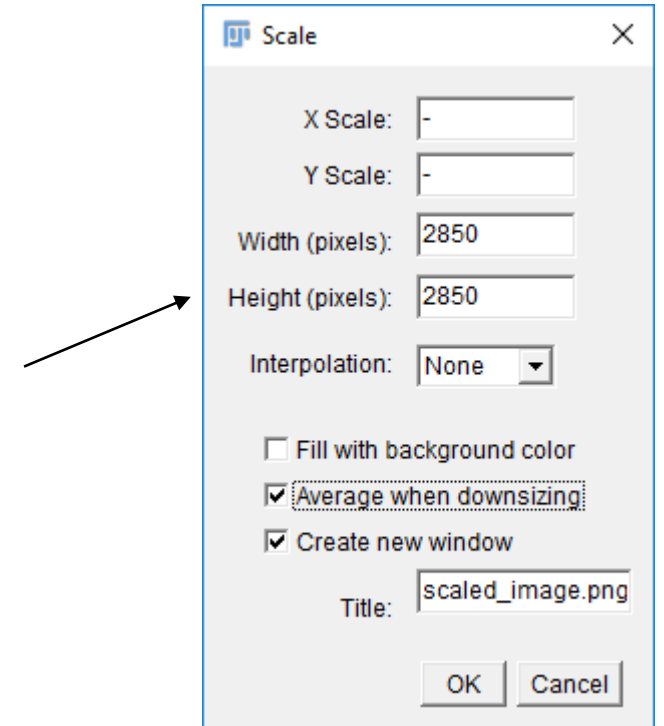 Scale
X Scale: -
Y Scale: -
Width (pixels): 2850
Height (pixels): 2850
Interpolation: None
Fill with background color
Average when downsizing
Create new window
Title: scaled_image.png
OK Cancel